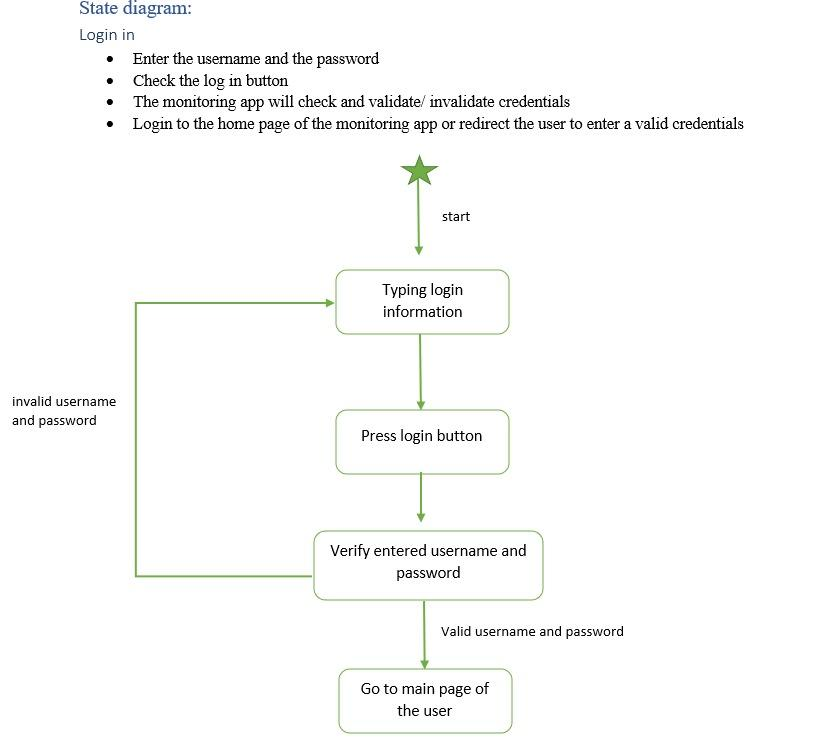 State diagram:
Login in
• Enter the username and the password
• Check the log in button
• The monitoring app will check and validate/ invalidate credentials
• Login to the home page of the monitoring app or redirect the user to enter a valid credentials
start
Typing login
information
invalid username
and password
Press login button
Verify entered username and
password
Valid username and password
Go to main page of
the user